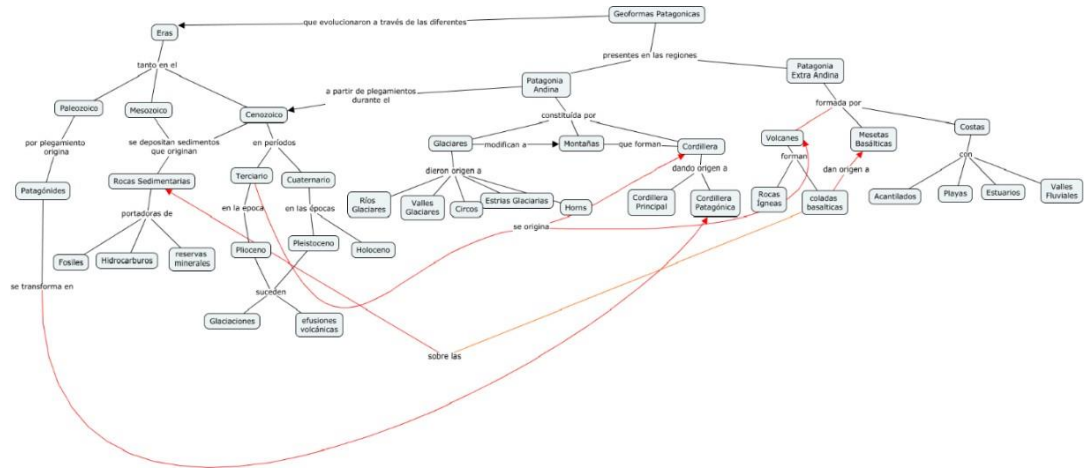 Geoformas Patagonicas
que evolucionaron a través de las diferentes
Eras
presentes en las regiones
tanto en el
Patagonia
Andina
Patagonia
Extra Andina
a partir de plegamientos
durante el
Paleozoico
Mesozoico
Cenozoico
constituída por
formada por
por plegamiento
origina
se depositan sedimentos
que originan
en períodos
Glaciares
modifican a
Montañas
que forman
Cordillera
Volcanes
Mesetas
Basálticas
Costas
Patagónides
Rocas Sedimentarias
Terciario
Cuaternario
dieron origen a
dando origen a
forman
dan origen a
con
portadoras de
en la época
en las épocas
Ríos
Glaciares
Valles
Glaciares
Circos
Estrias Glaciarias
Horns
Cordillera
Principal
Cordillera
Patagónica
Rocas
Ígneas
coladas
basalticas
Acantilados
Playas
Estuarios
Valles
Fluviales
se origina
Fosiles
Hidrocarburos
reservas
minerales
Plioceno
Pleistoceno
Holoceno
se transforma en
suceden
Glaciaciones
efusiones
volcánicas
sobre las